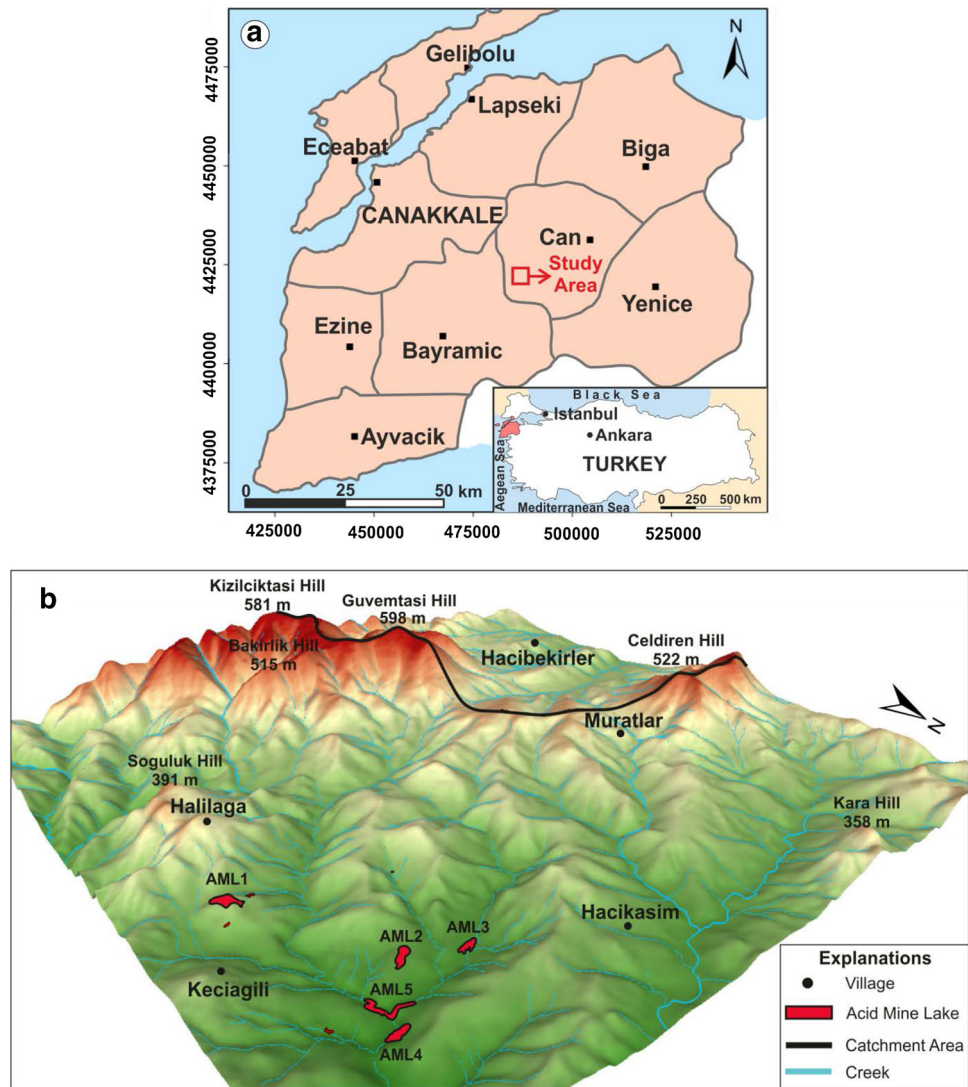 a
N
Gelibolu
Lapseki
Eceabat
Biga
CANAKKALE
Can
Study
Area
Yenice
Ezine
Bayramic
Ayvacik
4475000
4450000
4425000
4400000
4375000
0 25 50 km
425000 450000 475000 500000 525000
Black Sea
Istanbul
Ankara
TURKEY
Aegean Sea
Mediterranean Sea
0 250 500 km
b
Kizilciktasi Hill
581 m
Guvemtasi Hill
598 m
Bakirlik Hill
515 m
Hacibekirler
Celdiren Hill
522 m
Muratlar
N
Soguluk Hill
391 m
Halilaga
Kara Hill
358 m
AML1
AML2
AML3
Hacikasim
Keciagili
AML5
AML4
Explanations
Village
Acid Mine Lake
Catchment Area
Creek